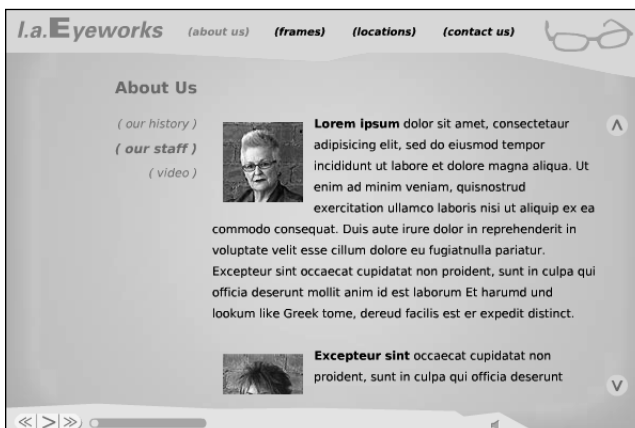 l.a.Eyeworks
(about us) (frames) (locations) (contact us)
About Us
( our history )
( our staff )
( video )
Lorem ipsum dolor sit amet, consectetaur
adipisicing elit, sed do eiusmod tempor
incididunt ut labore et dolore magna aliqua. Ut
enim ad minim veniam, quisnostrud
exercitation ullamco laboris nisi ut aliquip ex ea
commodo consequat. Duis aute irure dolor in reprehenderit in
voluptate velit esse cillum dolore eu fugiatnulla pariatur.
Excepteur sint occaecat cupidatat non proident, sunt in culpa qui
officia deserunt mollit anim id est laborum Et harumd und
lookum like Greek tome, dereud facilis est er expedit distinct.
Excepteur sint occaecat cupidatat non
proident, sunt in culpa qui officia deserunt